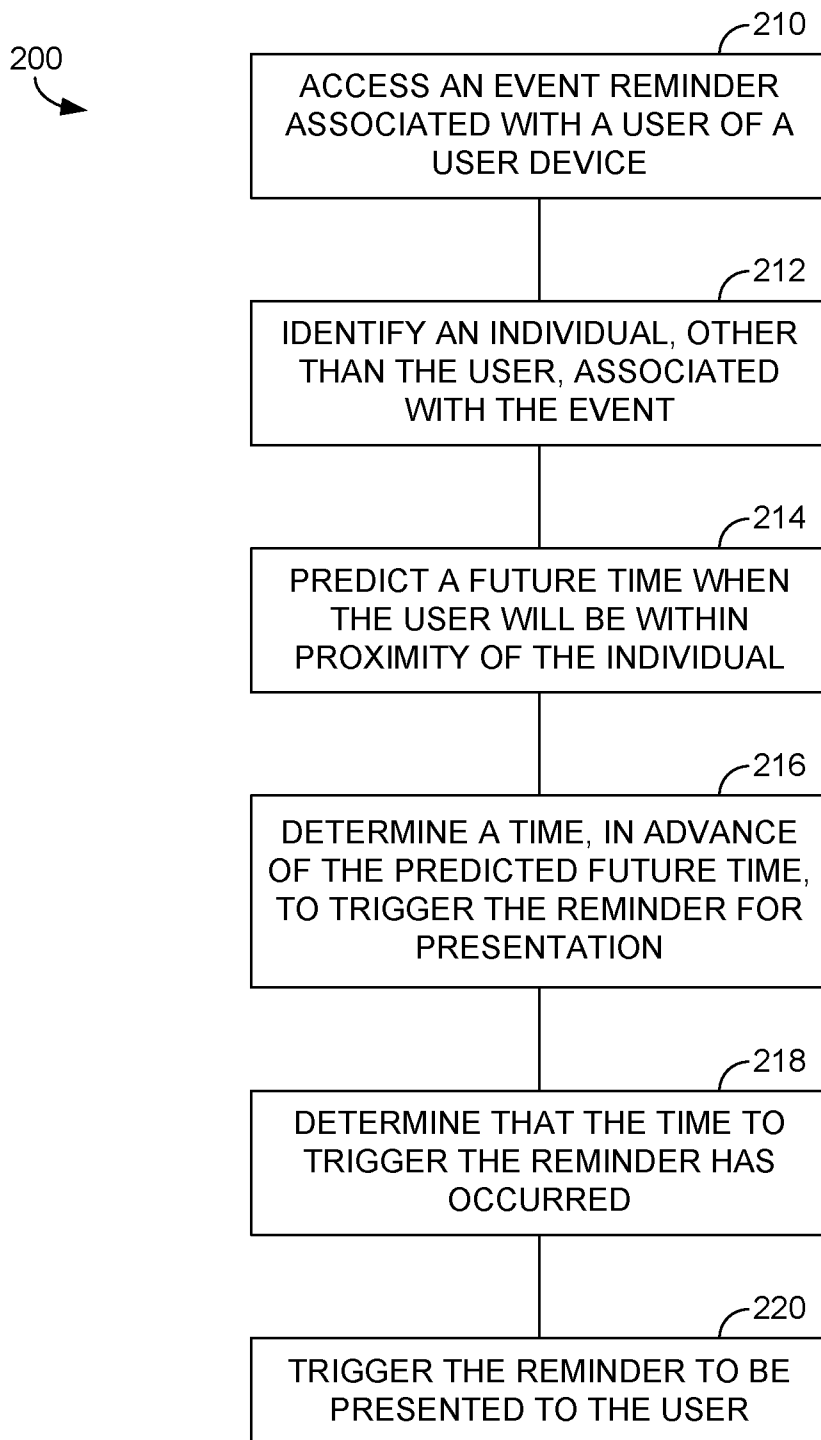 200
210
ACCESS AN EVENT REMINDER
ASSOCIATED WITH A USER OF A
USER DEVICE
212
IDENTIFY AN INDIVIDUAL, OTHER
THAN THE USER, ASSOCIATED
WITH THE EVENT
214
PREDICT A FUTURE TIME WHEN
THE USER WILL BE WITHIN
PROXIMITY OF THE INDIVIDUAL
216
DETERMINE A TIME, IN ADVANCE
OF THE PREDICTED FUTURE TIME,
TO TRIGGER THE REMINDER FOR
PRESENTATION
218
DETERMINE THAT THE TIME TO
TRIGGER THE REMINDER HAS
OCCURRED
220
TRIGGER THE REMINDER TO BE
PRESENTED TO THE USER